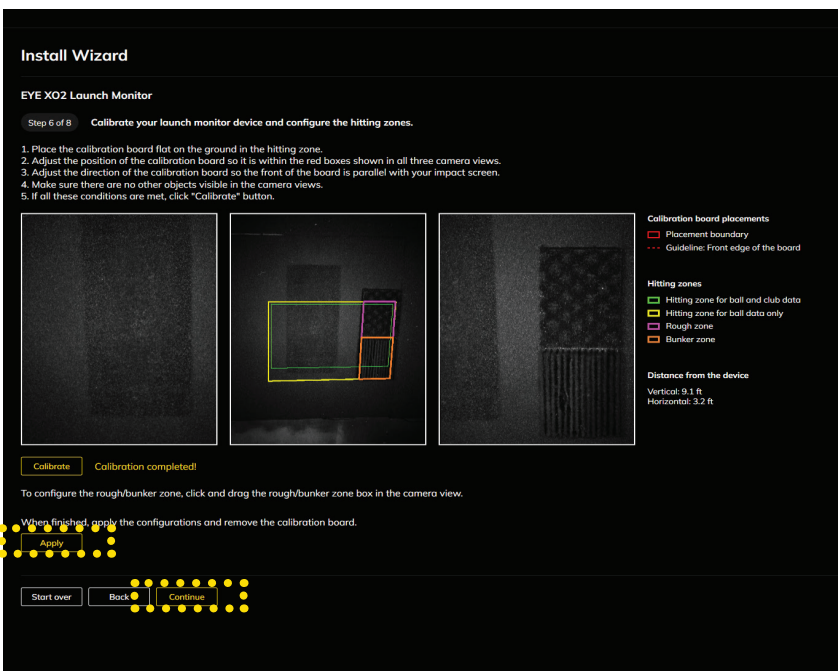 Install Wizard
EYE XO2 Launch Monitor
Step 6 of 8 Calibrate your launch monitor device and configure the hitting zones.
1. Place the calibration board flat on the ground in the hitting zone.
2. Adjust the position of the calibration board so it is within the red boxes shown in all three camera views.
3. Adjust the direction of the calibration board so the front of the board is parallel with your impact screen.
4. Make sure there are no other objects visible in the camera views.
5. If all these conditions are met, click "Calibrate" button.
Calibration board placements
Placement boundary
Guideline: Front edge of the board
Hitting zones
Hitting zone for ball and club data
Hitting zone for ball data only
Rough zone
Bunker zone
Distance from the device
Vertical: 9.1 ft
Horizontal: 3.2 ft
Calibrate Calibration completed!
To configure the rough/bunker zone, click and drag the rough/bunker zone box in the camera view.
When finished, apply the configurations and remove the calibration board.
Apply
Start over Back Continue